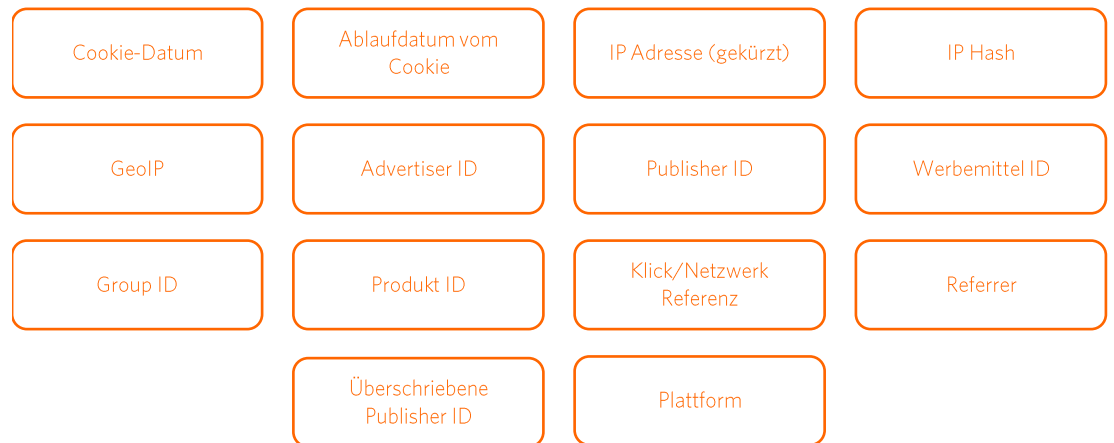 Cookie-Datum
Ablaufdatum vom
Cookie
IP Adresse (gekürzt)
IP Hash
GeoIP
Advertiser ID
Publisher ID
Werbemittel ID
Group ID
Produkt ID
Klick/Netzwerk
Referenz
Referrer
Überschriebene
Publisher ID
Plattform